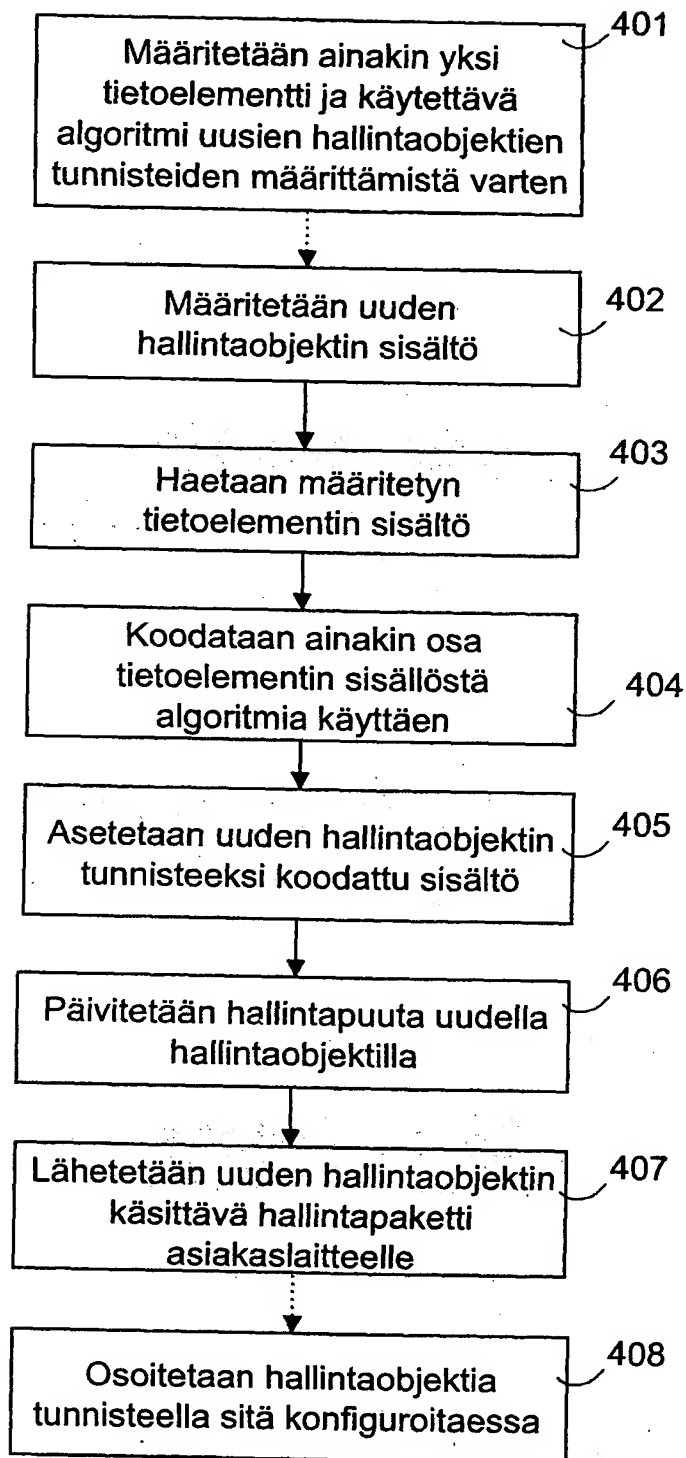 401
Määritetään ainakin yksi
tietoelementti ja käytettävä
algoritmi uusien hallintaobjektien
tunnisteiden määrittämistä varten
402
Määritetään uuden
hallintaobjektin sisältö
403
Haetaan määritetyn
tietoelementin sisältö
Koodataan ainakin osa
tietoelementin sisällöstä
algoritmia käyttäen
404
Asetetaan uuden hallintaobjektin
tunnisteeksi koodattu sisältö
405
406
Päivitetään hallintapuuta uudella
hallintaobjektilla
Lähetetään uuden hallintaobjektin
käsittävä hallintapaketti
asiakaslaitteelle
407
408
Osoitetaan hallintaobjektia
tunnisteella sitä konfiguroitaessa